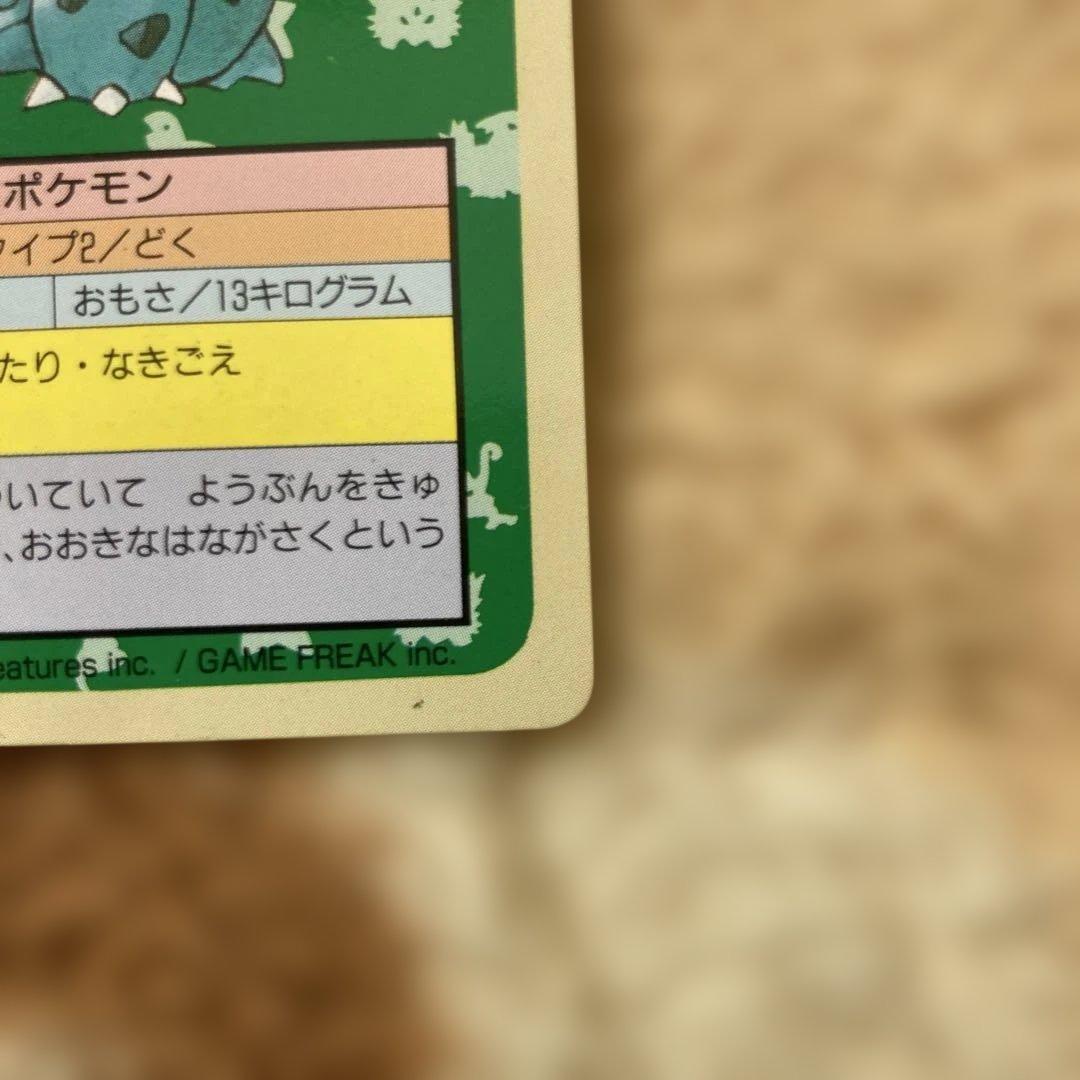 ポケモン
タイプ2/どく
おもさ/13キログラム
たり・なきごえ
いていて ようぶんをきゅ
、おおきなはながさくという
eatures inc. / GAME FREAK inc.